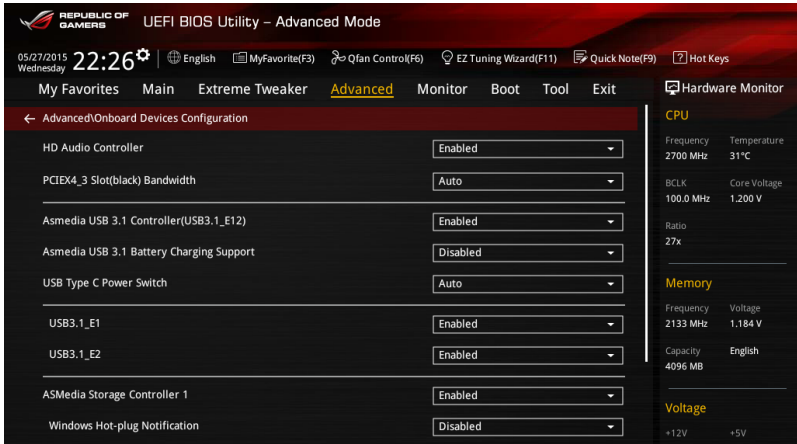 REPUBLIC OF
GAMERS
UEFI BIOS Utility – Advanced Mode
05/27/2015
Wednesday
22:26
English
MyFavorite(F3)
Qfan Control(F6)
EZ Tuning Wizard(F11)
Quick Note(F9)
? Hot Keys
My Favorites
Main
Extreme Tweaker
Advanced
Monitor
Boot
Tool
Exit
Hardware Monitor
← Advanced\Onboard Devices Configuration
HD Audio Controller Enabled
PCIEX4_3 Slot(black) Bandwidth Auto
Asmedia USB 3.1 Controller(USB3.1_E12) Enabled
Asmedia USB 3.1 Battery Charging Support Disabled
USB Type C Power Switch Auto
USB3.1_E1 Enabled
USB3.1_E2 Enabled
ASMedia Storage Controller 1 Enabled
Windows Hot-plug Notification Disabled
CPU
Frequency Temperature
2700 MHz 31°C
BCLK Core Voltage
100.0 MHz 1.200 V
Ratio
27x
Memory
Frequency Voltage
2133 MHz 1.184 V
Capacity English
4096 MB
Voltage
+12V +5V